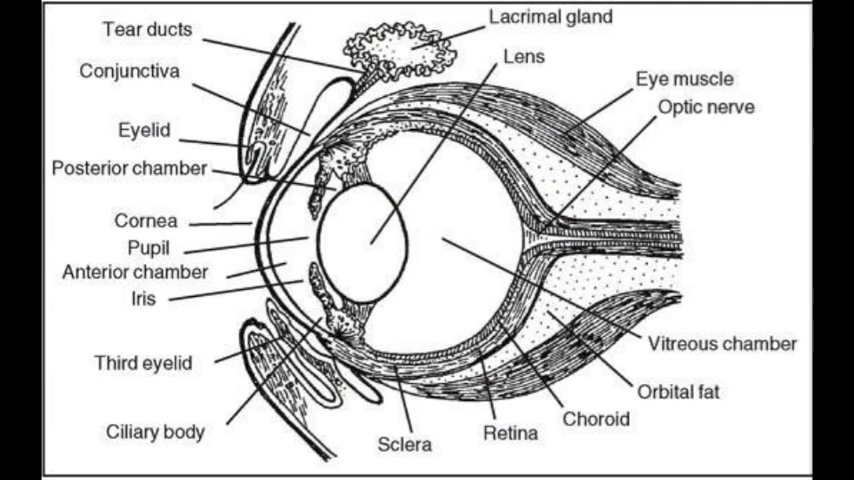 Lacrimal gland
Tear ducts
Lens
Conjunctiva
Eye muscle
Optic nerve
Eyelid
Posterior chamber
Cornea
Pupil
Anterior chamber
Iris
Vitreous chamber
Third eyelid
Orbital fat
Choroid
Ciliary body
Retina
Sclera